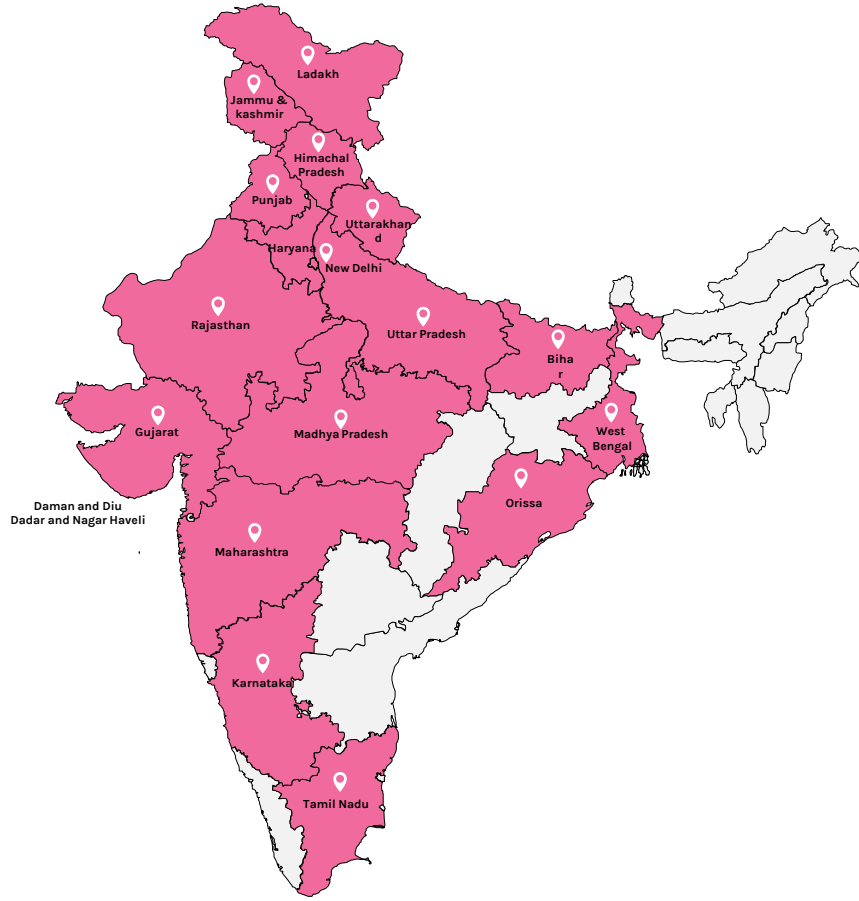 Ladakh
Jammu &
kashmir
Himachal
Pradesh
Punjab
Uttarakhan
d
Haryana
New Delhi
Rajasthan
Uttar Pradesh
Biha
r
Gujarat
Madhya Pradesh
West
Bengal
Orissa
Daman and Diu
Dadar and Nagar Haveli
Maharashtra
Karnataka
Tamil Nadu